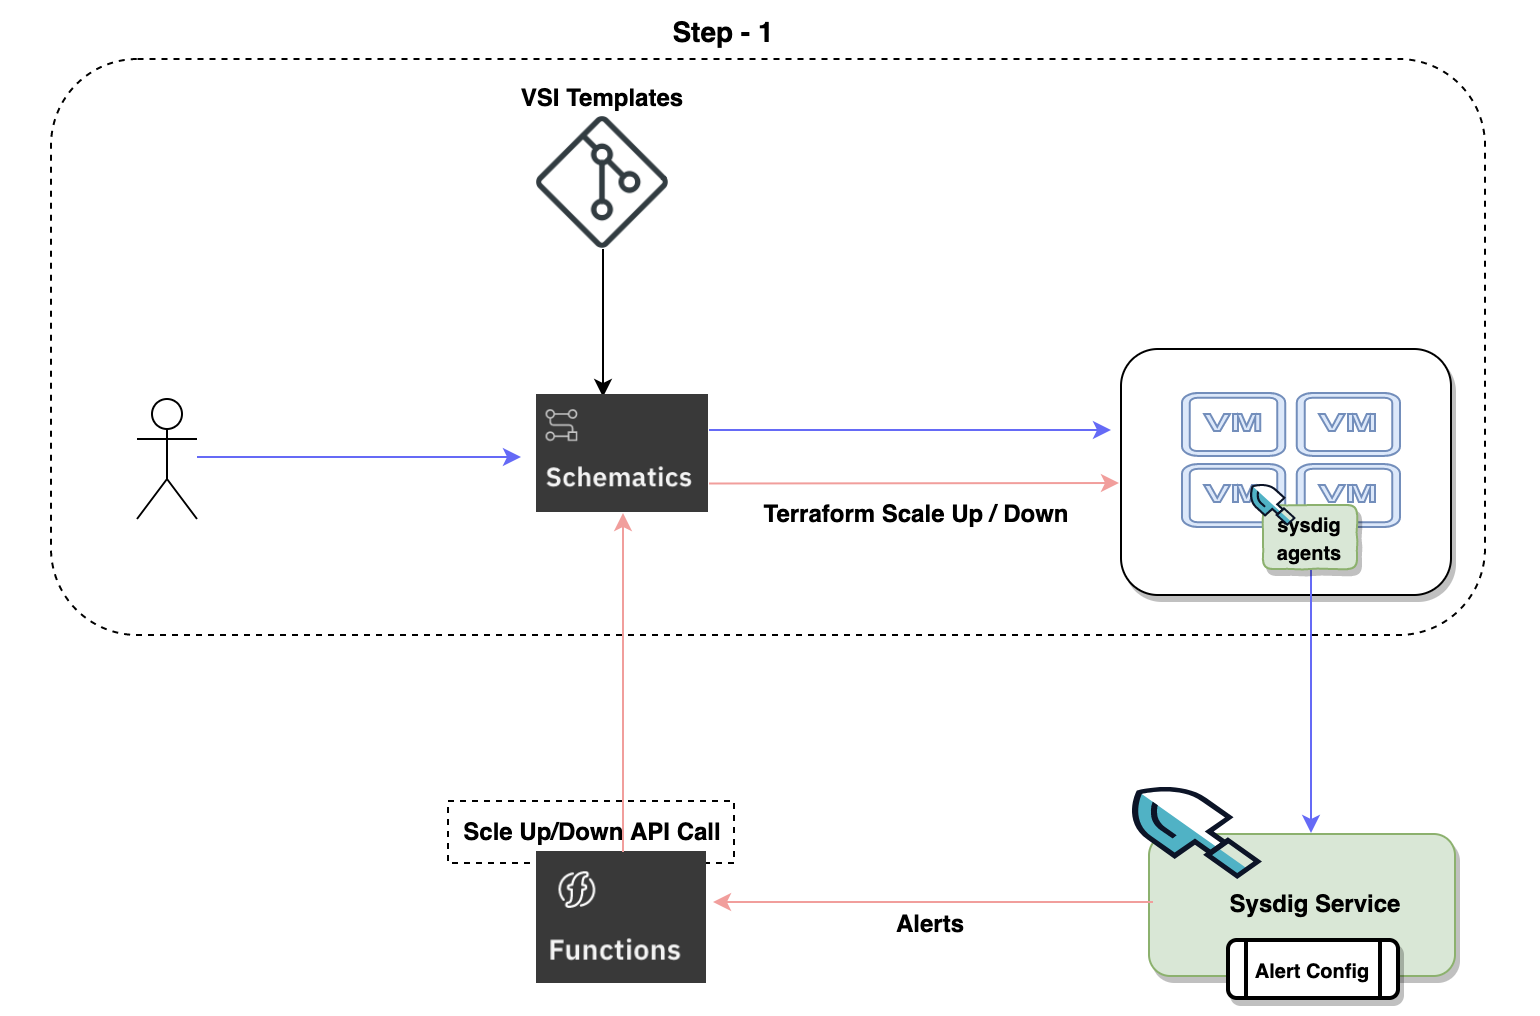 Step - 1
VSI Templates
Schematics
Terraform Scale Up / Down
VM
VM
VM
VM
sysdig
agents
Scle Up/Down API Call
Functions
Alerts
Sysdig Service
Alert Config